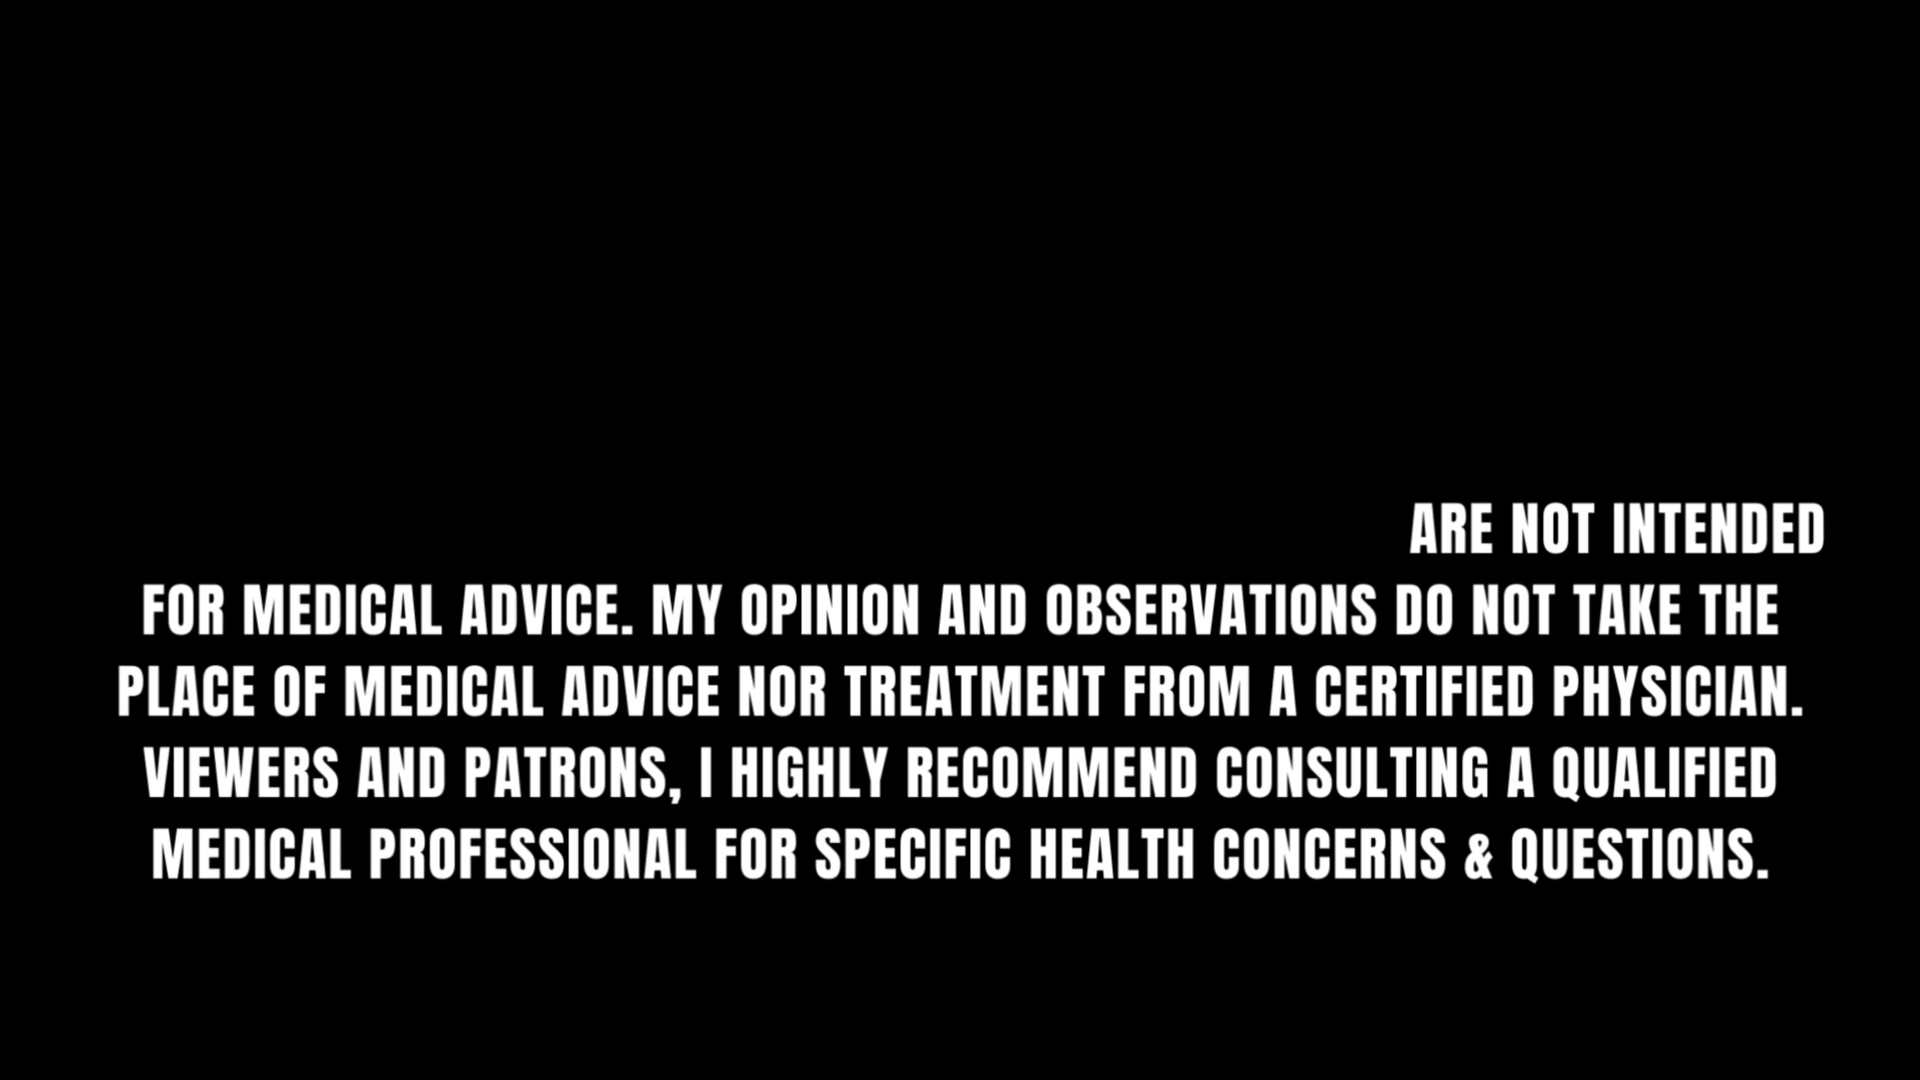 ARE NOT INTENDED
FOR MEDICAL ADVICE. MY OPINION AND OBSERVATIONS DO NOT TAKE THE
PLACE OF MEDICAL ADVICE NOR TREATMENT FROM A CERTIFIED PHYSICIAN.
VIEWERS AND PATRONS, I HIGHLY RECOMMEND CONSULTING A QUALIFIED
MEDICAL PROFESSIONAL FOR SPECIFIC HEALTH CONCERNS & QUESTIONS.